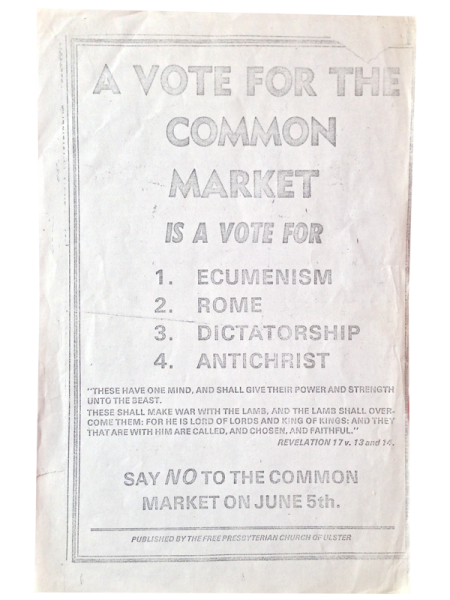 A VOTE FOR THE
COMMON
MARKET
IS A VOTE FOR
1. ECUMENISM
2. ROME
3. DICTATORSHIP
4. ANTICHRIST
"THESE HAVE ONE MIND, AND SHALL GIVE THEIR POWER AND STRENGTH
UNTO THE BEAST.
THESE SHALL MAKE WAR WITH THE LAMB, AND THE LAMB SHALL OVER-
COME THEM: FOR HE IS LORD OF LORDS AND KING OF KINGS: AND THEY
THAT ARE WITH HIM ARE CALLED, AND CHOSEN, AND FAITHFUL."
REVELATION 17 v. 13 and 14.
SAY NO TO THE COMMON
MARKET ON JUNE 5th.
PUBLISHED BY THE FREE PRESBYTERIAN CHURCH OF ULSTER